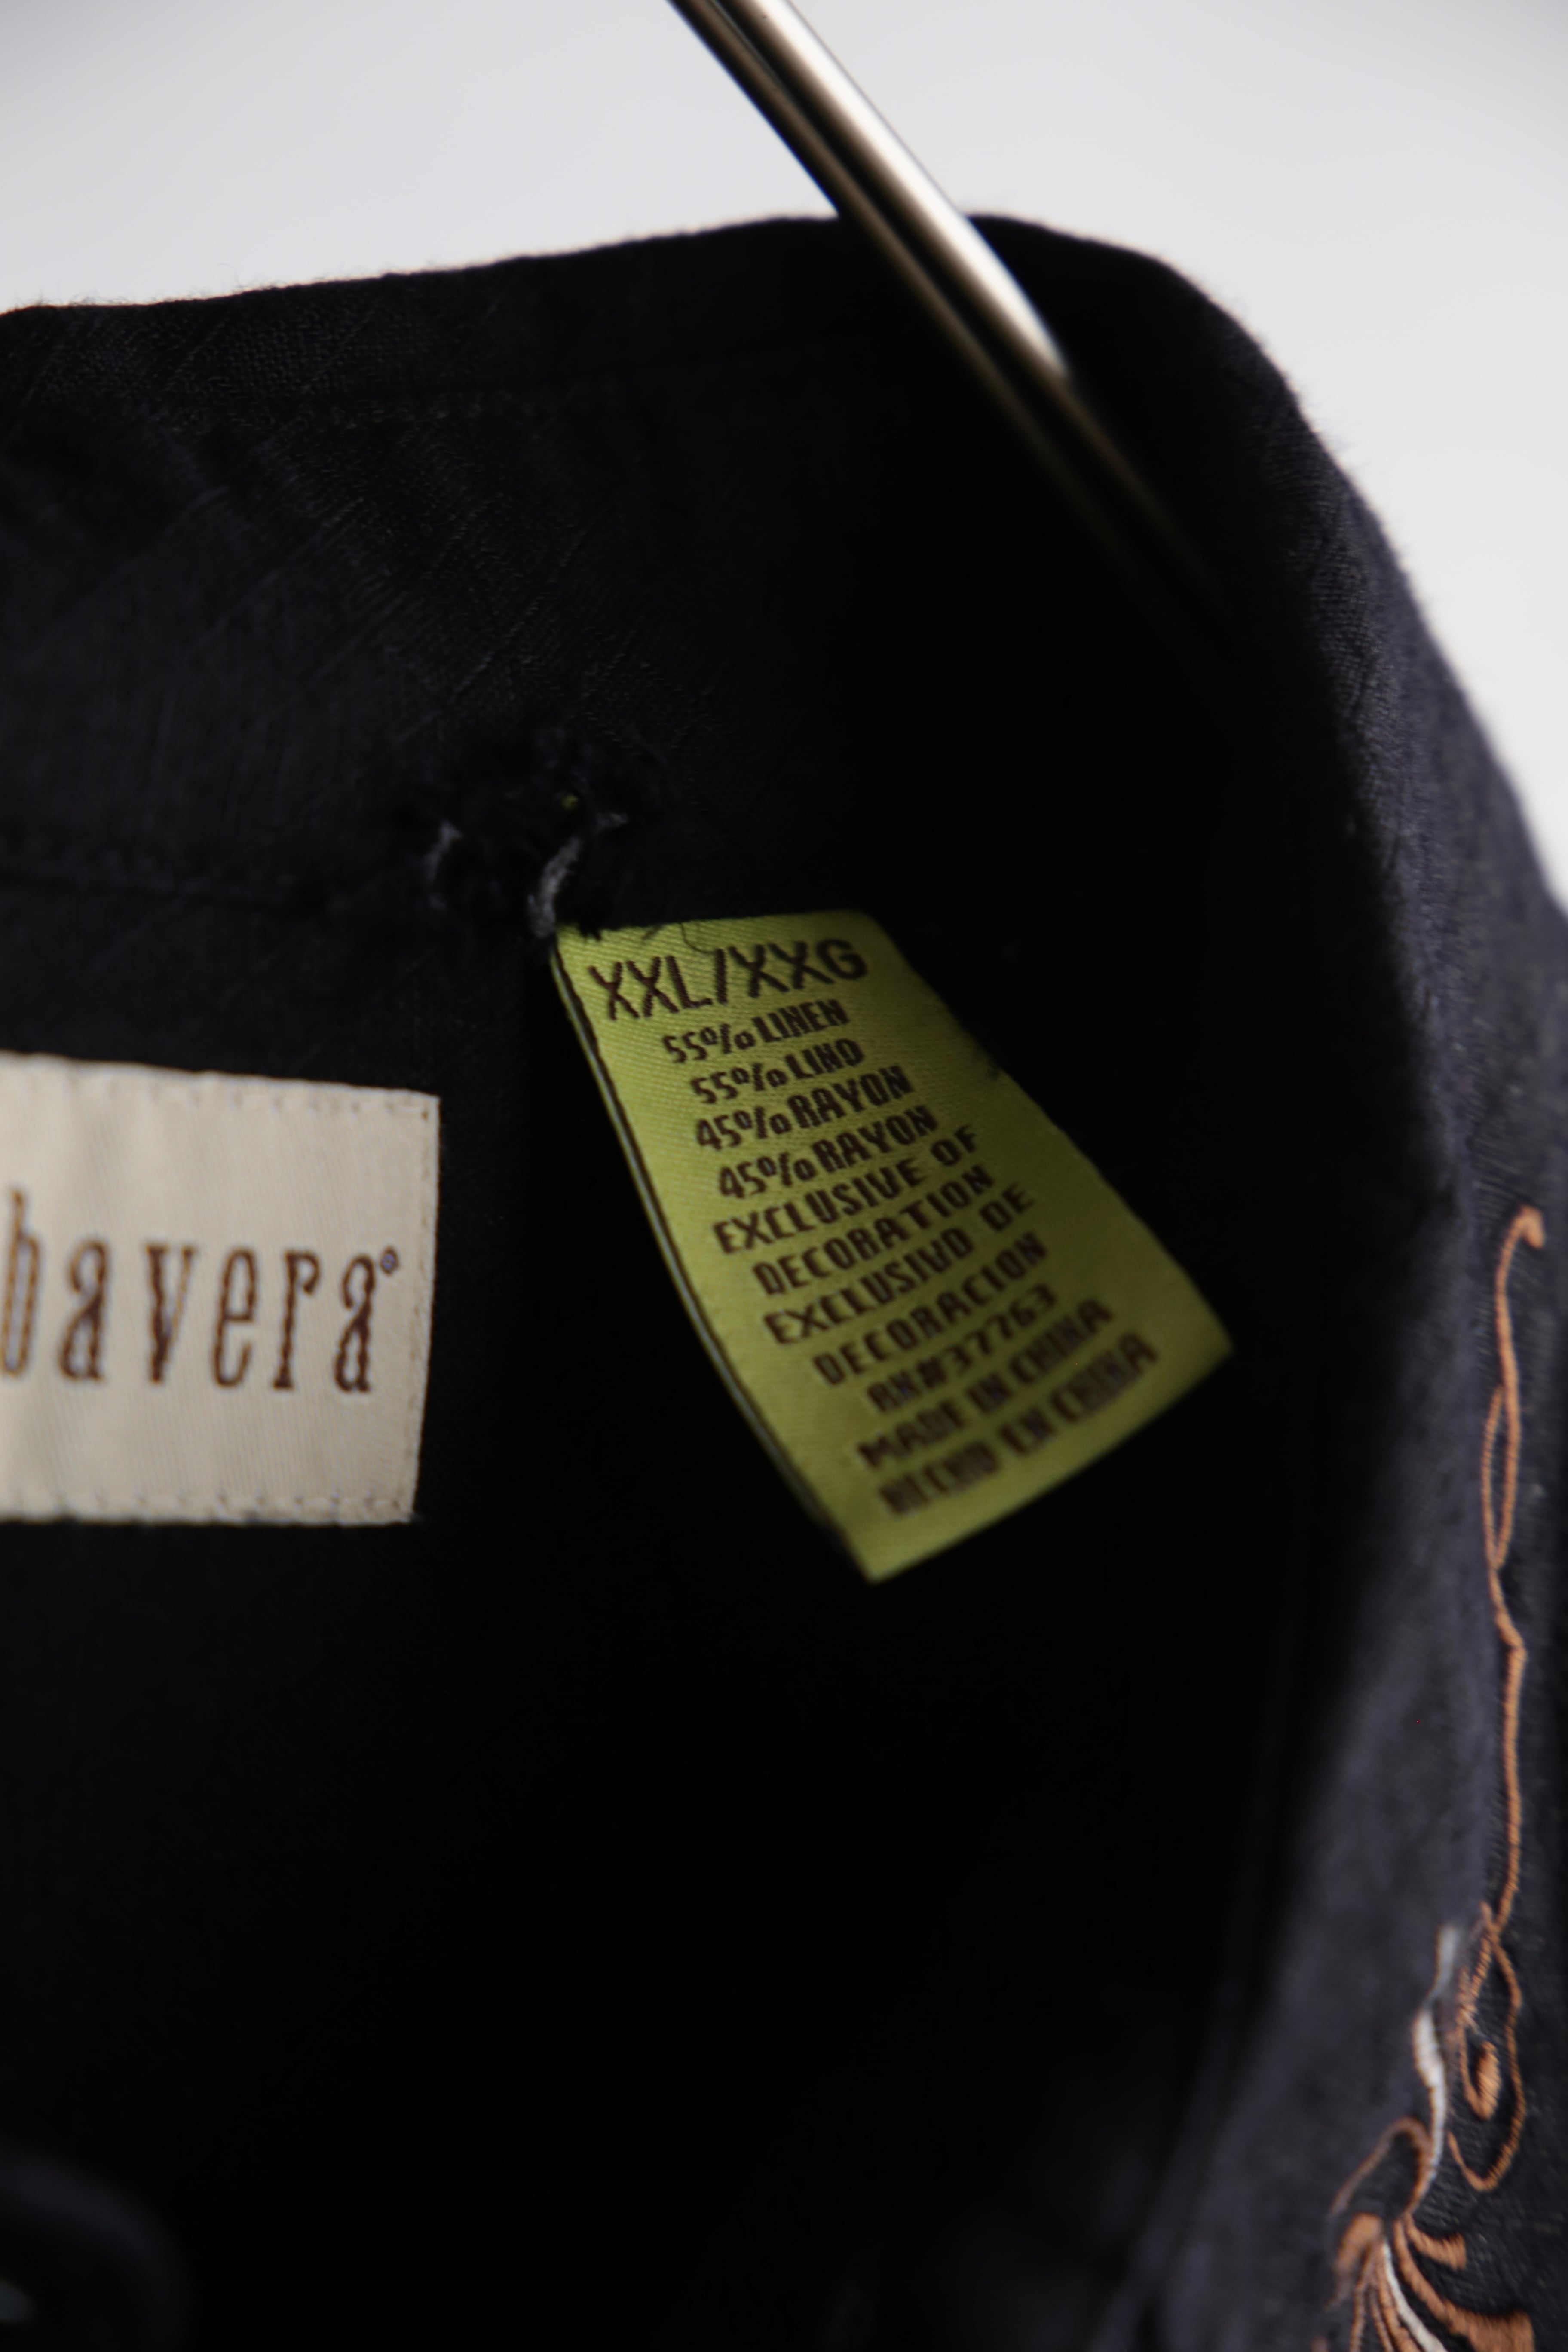 bavera
XXL/XXG
55% LINEN
55% LINO
45% RAYON
45% RAYON
EXCLUSIVE OF
DECORATION
EXCLUSIVO DE
DECORACION
RN#37763
MADE IN CHINA
HECHO EN CHINA